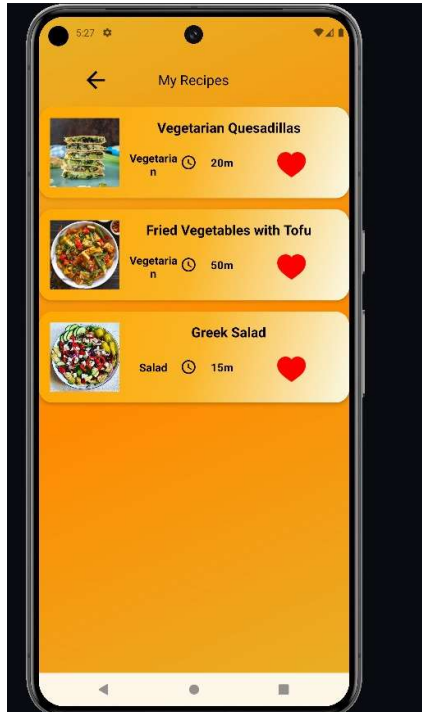 5:27
My Recipes
Vegetarian Quesadillas
Vegetaria
n
20m
Fried Vegetables with Tofu
Vegetaria
n
50m
Greek Salad
Salad
15m